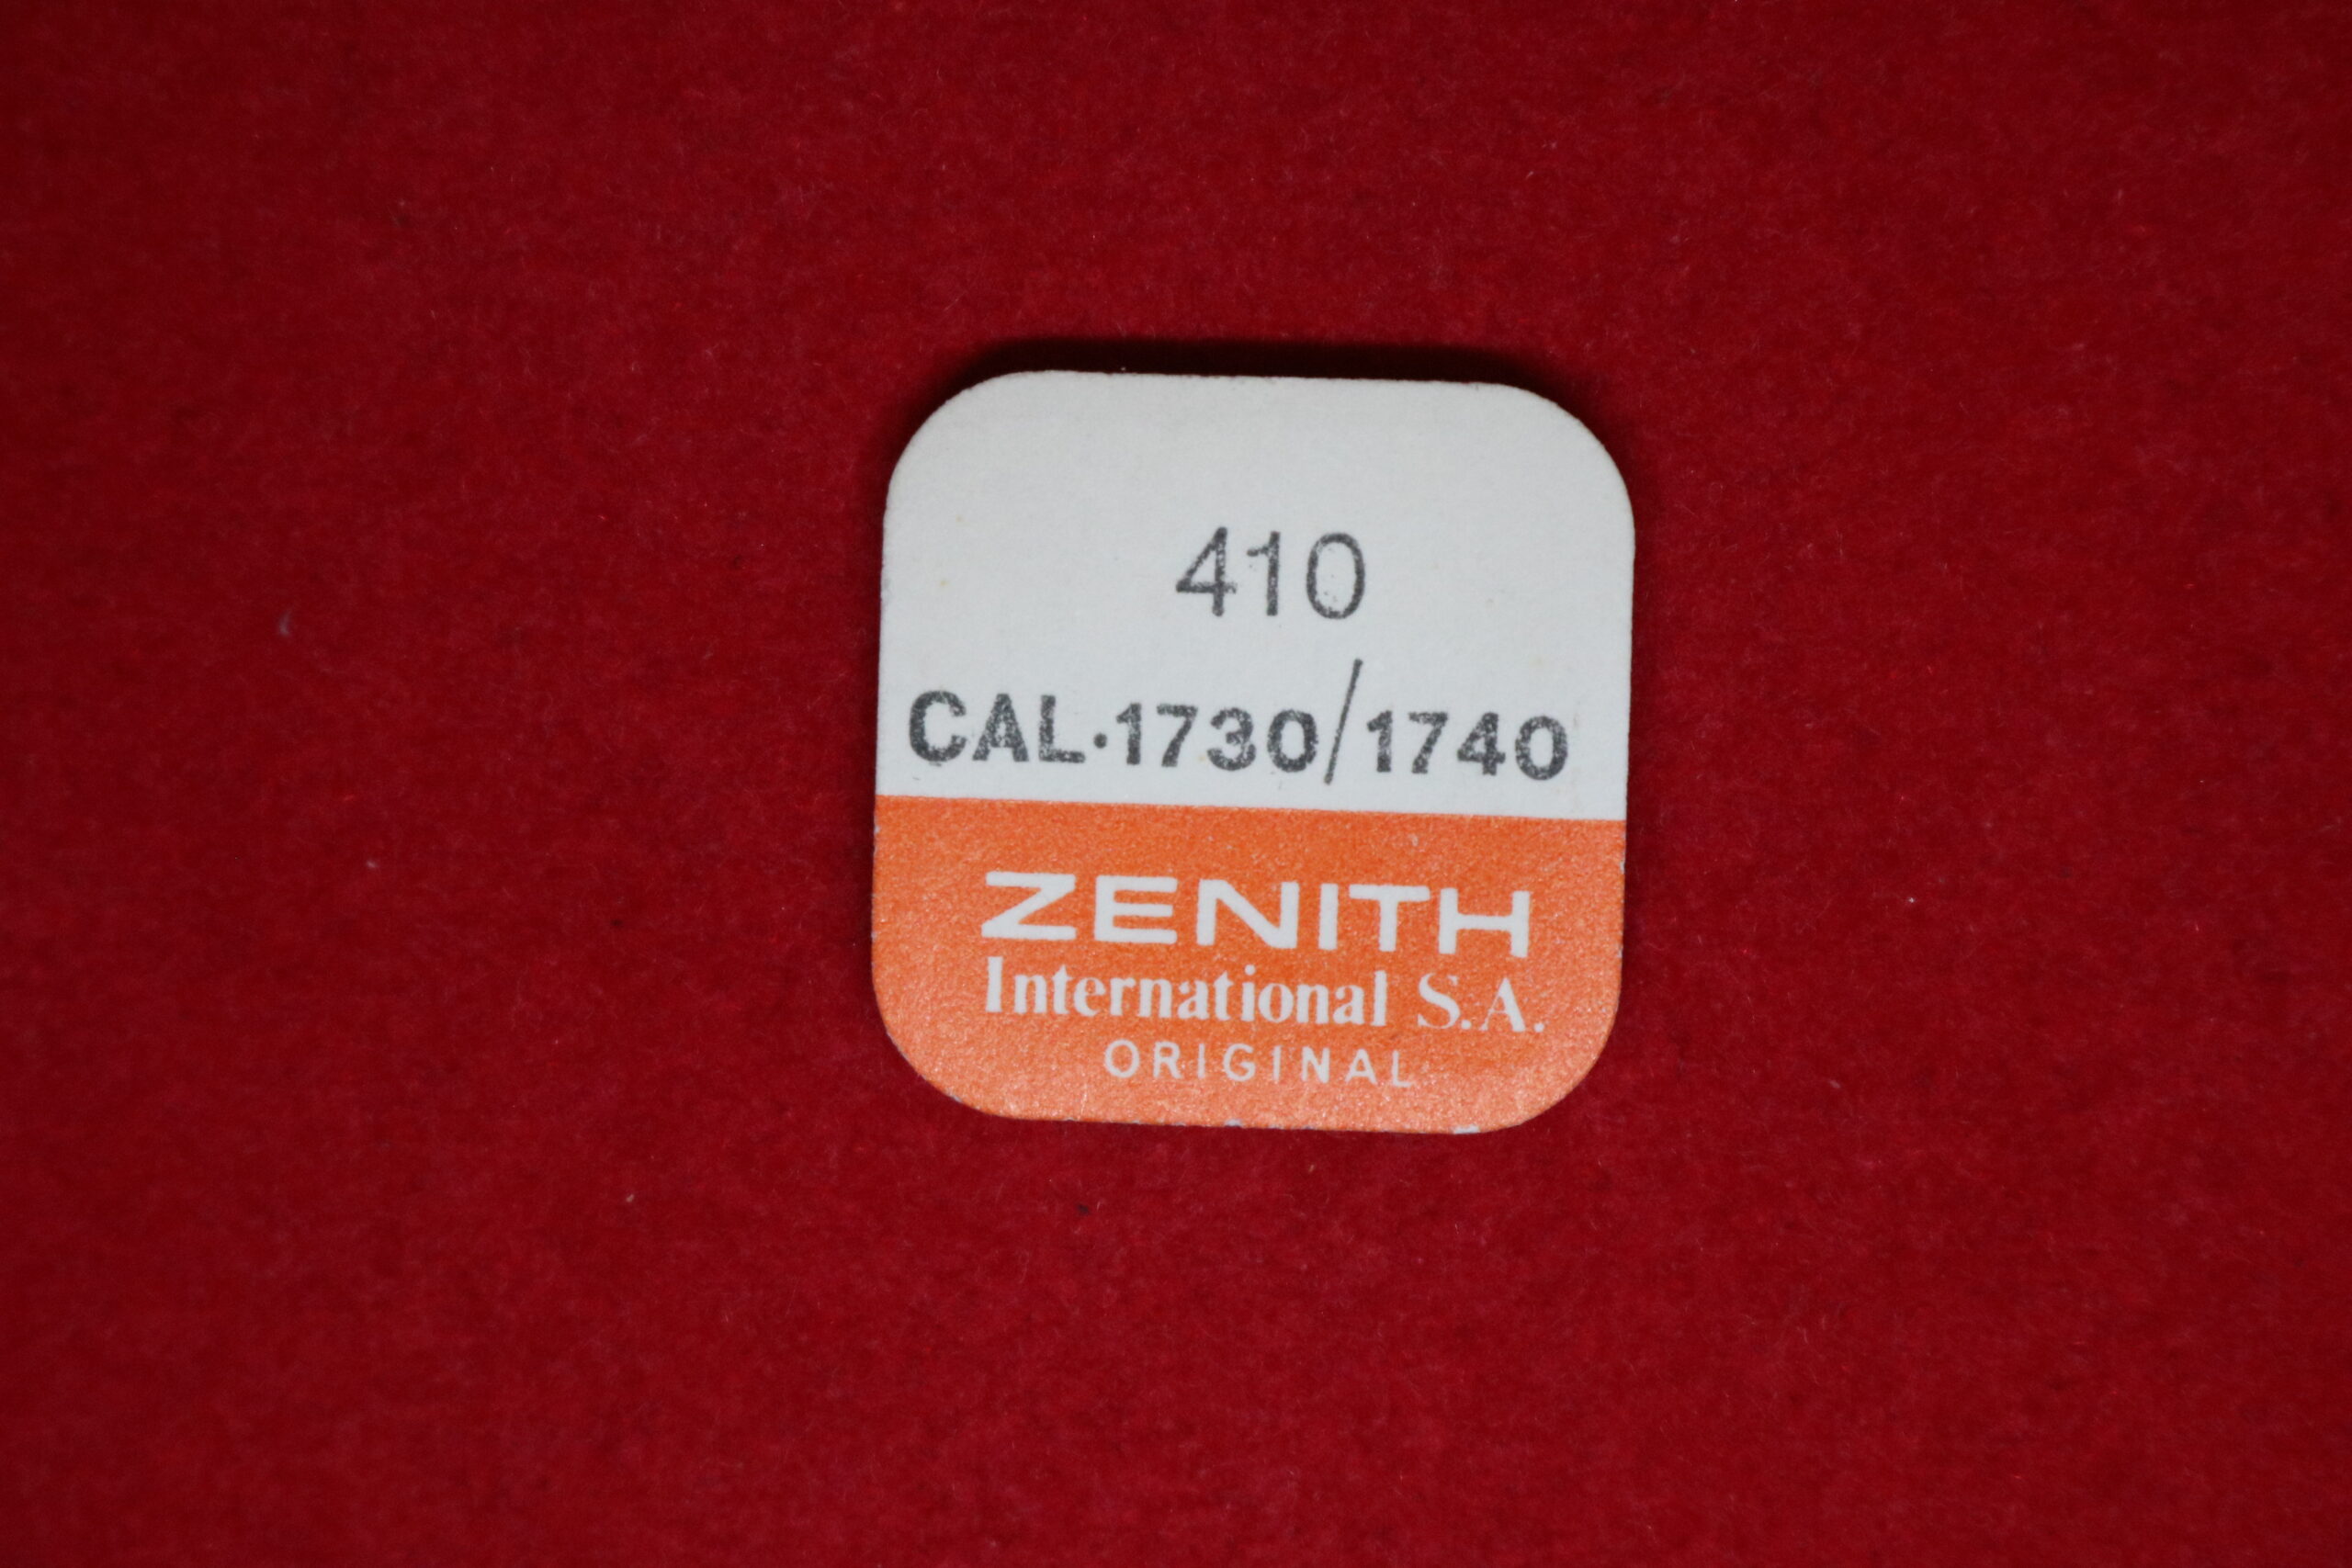 410
CAL·1730/1740
ZENITH
International S.A.
ORIGINAL